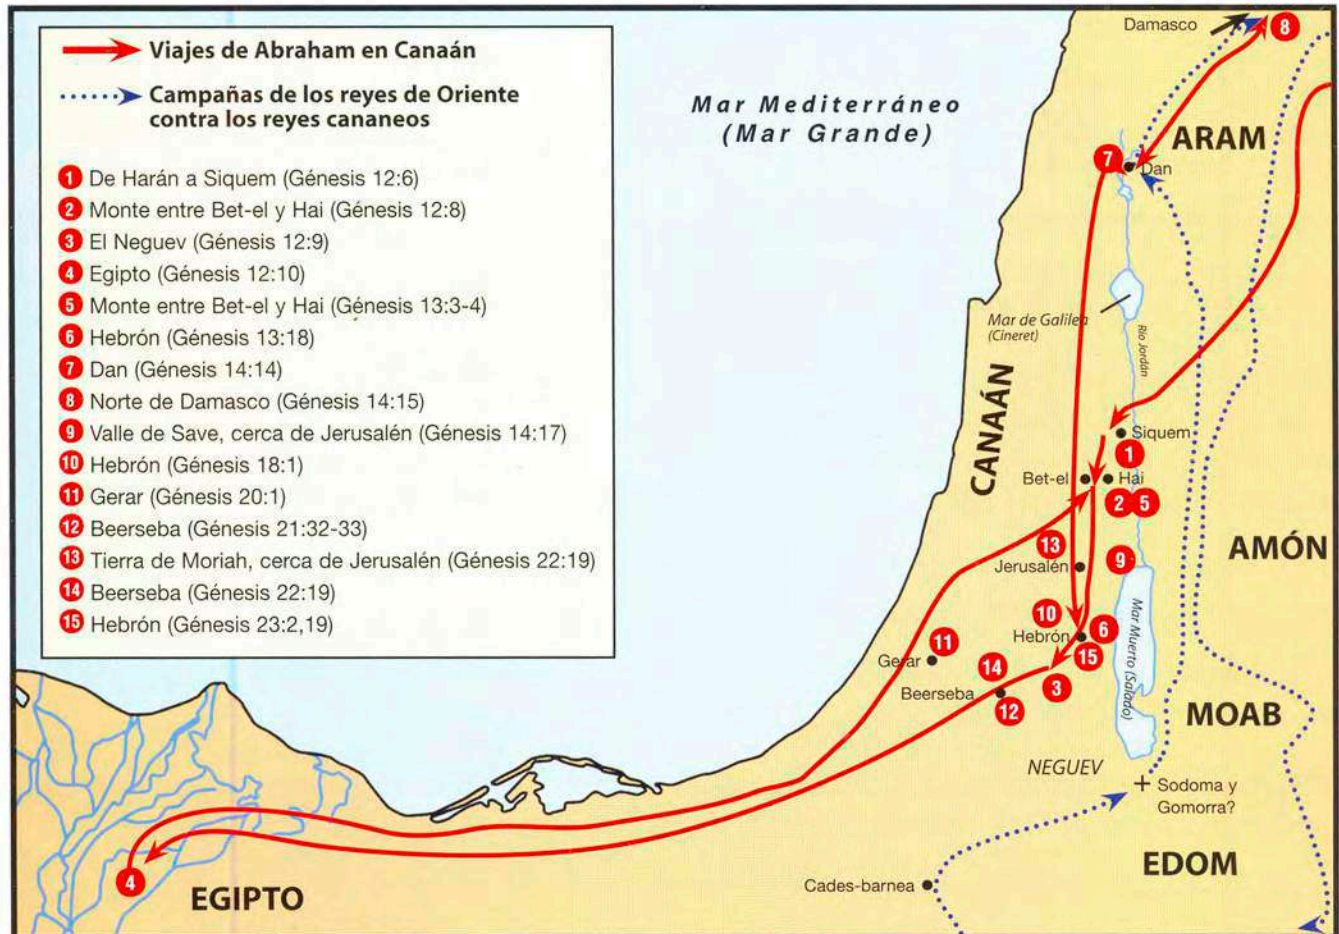 Viajes de Abraham en Canaán
Campañas de los reyes de Oriente
contra los reyes cananeos
1 De Harán a Siquem (Génesis 12:6)
2 Monte entre Bet-el y Hai (Génesis 12:8)
3 El Neguev (Génesis 12:9)
4 Egipto (Génesis 12:10)
5 Monte entre Bet-el y Hai (Génesis 13:3-4)
6 Hebrón (Génesis 13:18)
7 Dan (Génesis 14:14)
8 Norte de Damasco (Génesis 14:15)
9 Valle de Save, cerca de Jerusalén (Génesis 14:17)
10 Hebrón (Génesis 18:1)
11 Gerar (Génesis 20:1)
12 Beerseba (Génesis 21:32-33)
13 Tierra de Moriah, cerca de Jerusalén (Génesis 22:19)
14 Beerseba (Génesis 22:19)
15 Hebrón (Génesis 23:2,19)
Damasco
8
Mar Mediterráneo
(Mar Grande)
ARAM
7
Dan
Mar de Galilea
(Cineret)
Río Jordán
CANAÁN
Siquem
1
Bet-el
Hai
2 5
13
AMÓN
9
Jerusalén
10
Hebrón
6
11
15
Gerar
14
3
Beerseba
12
Mar Muerto (Salado)
MOAB
NEGUEV
Sodoma y
Gomorra?
EDOM
4
Cades-barnea
EGIPTO